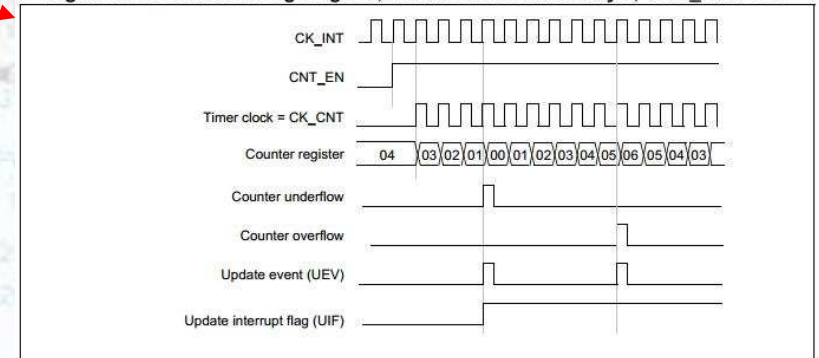 CK_INT
CNT_EN
Timer clock = CK_CNT
Counter register 04 03 02 01 00 01 02 03 04 05 06 05 04 03
Counter underflow
Counter overflow
Update event (UEV)
Update interrupt flag (UIF)